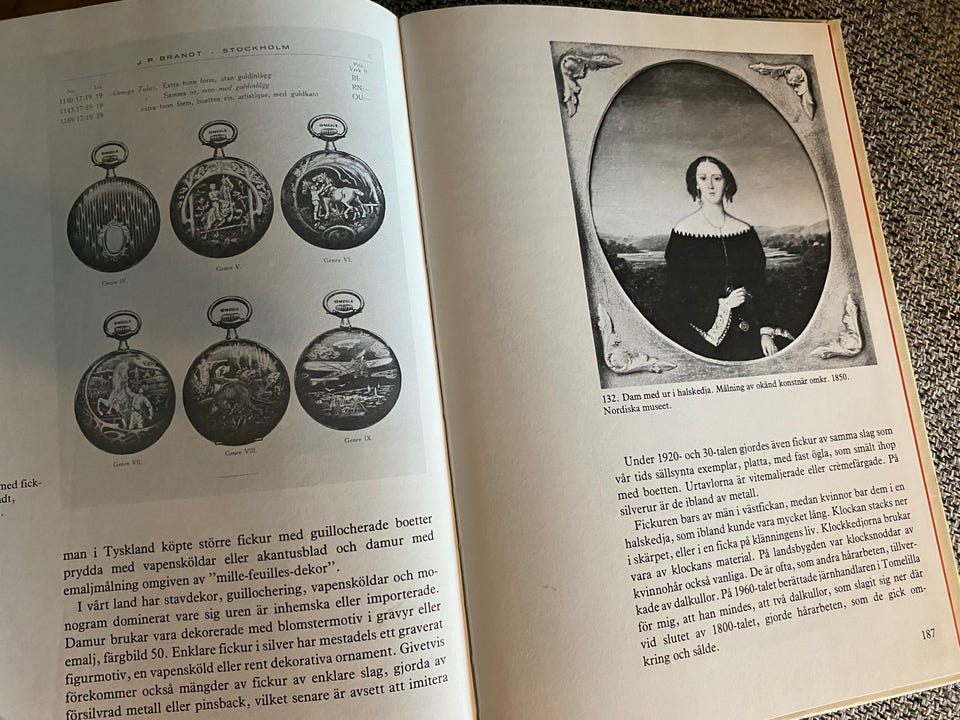 J. P. BRANDT - STOCKHOLM
Omega Talas, Extra tunn form, utan guldinlägg
Samma ur, men med guldinlägg
extra tunn form, boetten en. artistique, med guldkant
OMEGA
OMEGA
OMEGA
Genre IV.
Genre V.
Genre VI.
OMEGA
OMEGA
OMEGA
Genre VII.
Genre VIII.
Genre IX.
med fick-
man i Tyskland köpte större fickur med guillocherade boetter
prydda med vapensköldar eller akantusblad och damur med
emaljmålning omgiven av ”mille-feuilles-dekor”.
I vårt land har stavdekor, guillochering, vapensköldar och mo-
nogram dominerat vare sig uren är inhemska eller importerade.
Damur brukar vara dekorerade med blomstermotiv i gravyr eller
emalj, färgbild 50. Enklare fickur i silver har mestadels ett graverat
figurmotiv, en vapensköld eller rent dekorativa ornament. Givetvis
förekommer också mängder av fickur av enklare slag, gjorda av
försilvrad metall eller pinsback, vilket senare är avsett att imitera
132. Dam med ur i halskedja. Målning av okänd konstnär omkr. 1850.
Nordiska museet.
Under 1920- och 30-talen gjordes även fickur av samma slag som
vår tids sällsynta exemplar, platta, med fast ögla, som smält ihop
med boetten. Urtavlorna är vitemaljerade eller crèmefärgade. På
silverur är de ibland av metall.
Fickuren bars av män i västfickan, medan kvinnor bar dem i en
halskedja, som ibland kunde vara mycket lång. Klockan stacks ner
i skärpet, eller i en ficka på klänningens liv. Klockkedjorna brukar
vara av klockans material. På landsbygden var klocksnoddar av
kvinnohår också vanliga. De är ofta, som andra hårarbeten, tillver-
kade av dalkullor. På 1960-talet berättade järnhandlaren i Tomelilla
för mig, att han mindes, att två dalkullor, som slagit sig ner där
vid slutet av 1800-talet, gjorde hårarbeten, som de gick om-
kring och sålde.
187